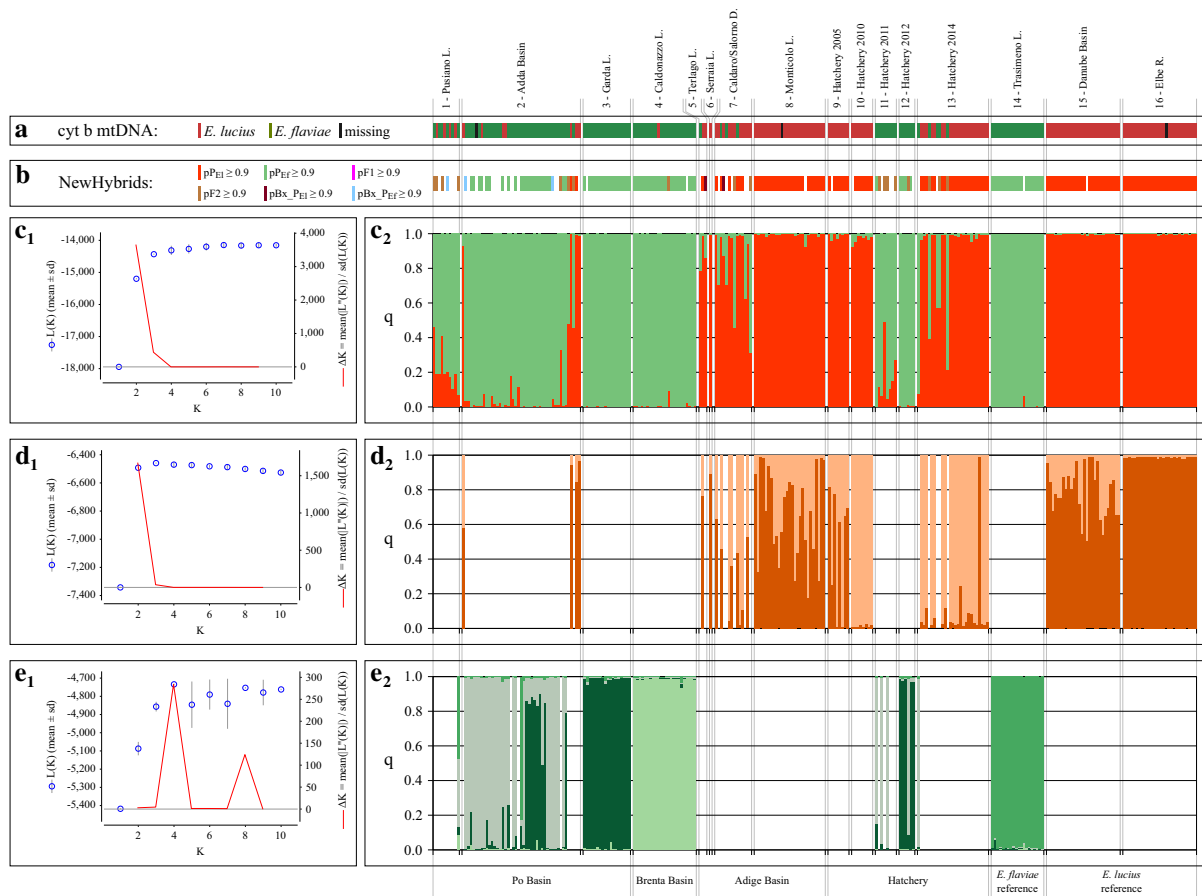 1 - Pusiano L.
2 - Adda Basin
3 - Garda L.
4 - Caldonazzo L.
5 - Terlago L.
6 - Serraia L.
7 - Caldaro/Salorno D.
8 - Monticolo L.
9 - Hatchery 2005
10 - Hatchery 2010
11 - Hatchery 2011
12 - Hatchery 2012
13 - Hatchery 2014
14 - Trasimeno L.
15 - Danube Basin
16 - Elbe R.
a cyt b mtDNA: E. lucius E. flaviae missing
b NewHybrids:
pP_El ≥ 0.9 pP_Ef ≥ 0.9 pF1 ≥ 0.9
pF2 ≥ 0.9 pBx_P_El ≥ 0.9 pBx_P_Ef ≥ 0.9
c1
L(K) (mean ± sd)
-14,000
-15,000
-16,000
-17,000
-18,000
2 4 6 8 10
K
4,000
3,000
2,000
1,000
0
ΔK = mean(|L"(K)|) / sd(L(K))
c2
q
1.0
0.8
0.6
0.4
0.2
0.0
d1
L(K) (mean ± sd)
-6,400
-6,600
-6,800
-7,000
-7,200
-7,400
2 4 6 8 10
K
1,500
1,000
500
0
ΔK = mean(|L"(K)|) / sd(L(K))
d2
q
1.0
0.8
0.6
0.4
0.2
0.0
e1
L(K) (mean ± sd)
-4,700
-4,800
-4,900
-5,000
-5,100
-5,200
-5,300
-5,400
2 4 6 8 10
K
300
250
200
150
100
50
0
ΔK = mean(|L"(K)|) / sd(L(K))
e2
q
1.0
0.8
0.6
0.4
0.2
0.0
Po Basin
Brenta Basin
Adige Basin
Hatchery
E. flaviae
reference
E. lucius
reference